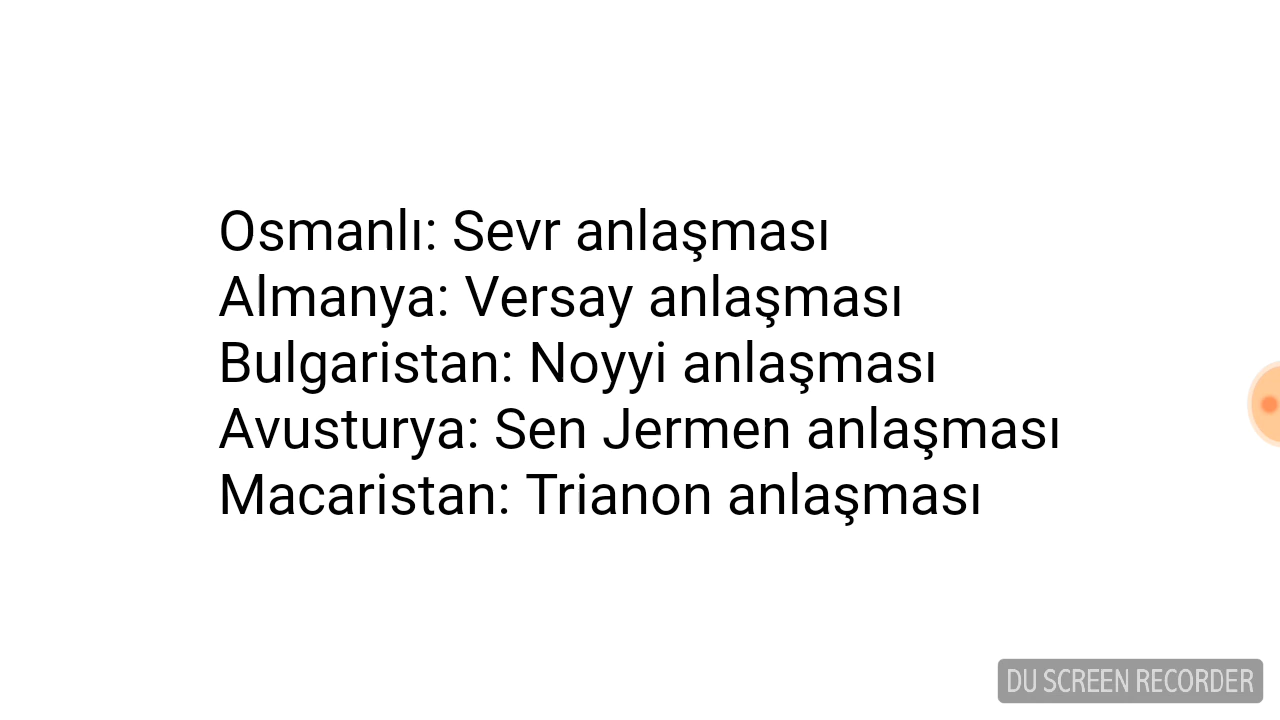 Osmanlı: Sevr anlaşması
Almanya: Versay anlaşması
Bulgaristan: Noyyi anlaşması
Avusturya: Sen Jermen anlaşması
Macaristan: Trianon anlaşması
DU SCREEN RECORDER